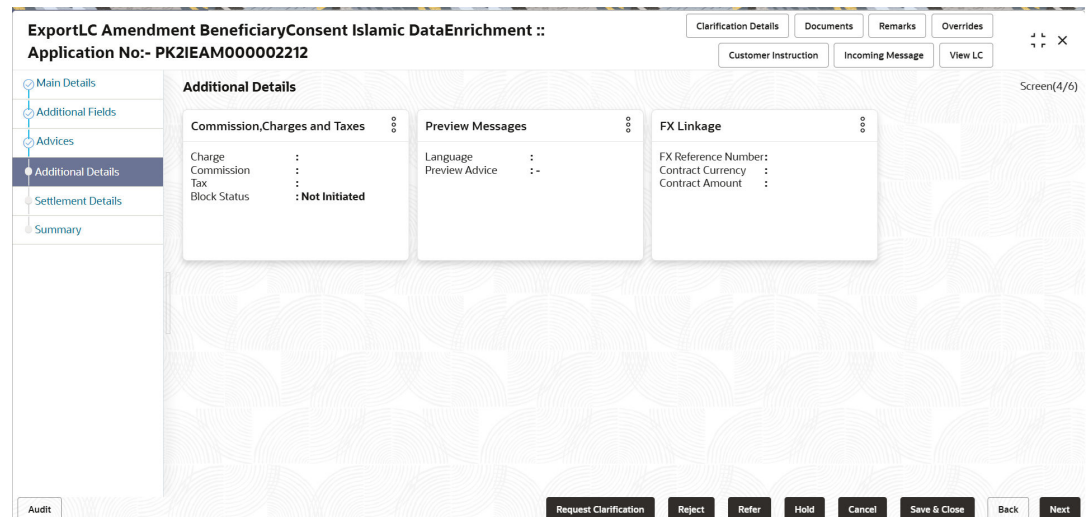 ExportLC Amendment BeneficiaryConsent Islamic DataEnrichment ::
Application No:- PK2IEAM000002212
Clarification Details
Documents
Remarks
Overrides
Customer Instruction
Incoming Message
View LC
Main Details
Additional Fields
Advices
Additional Details
Settlement Details
Summary
Additional Details
Screen(4/6)
Commission,Charges and Taxes
Charge :
Commission :
Tax :
Block Status : Not Initiated
Preview Messages
Language :
Preview Advice : -
FX Linkage
FX Reference Number:
Contract Currency :
Contract Amount :
Audit
Request Clarification
Reject
Refer
Hold
Cancel
Save & Close
Back
Next